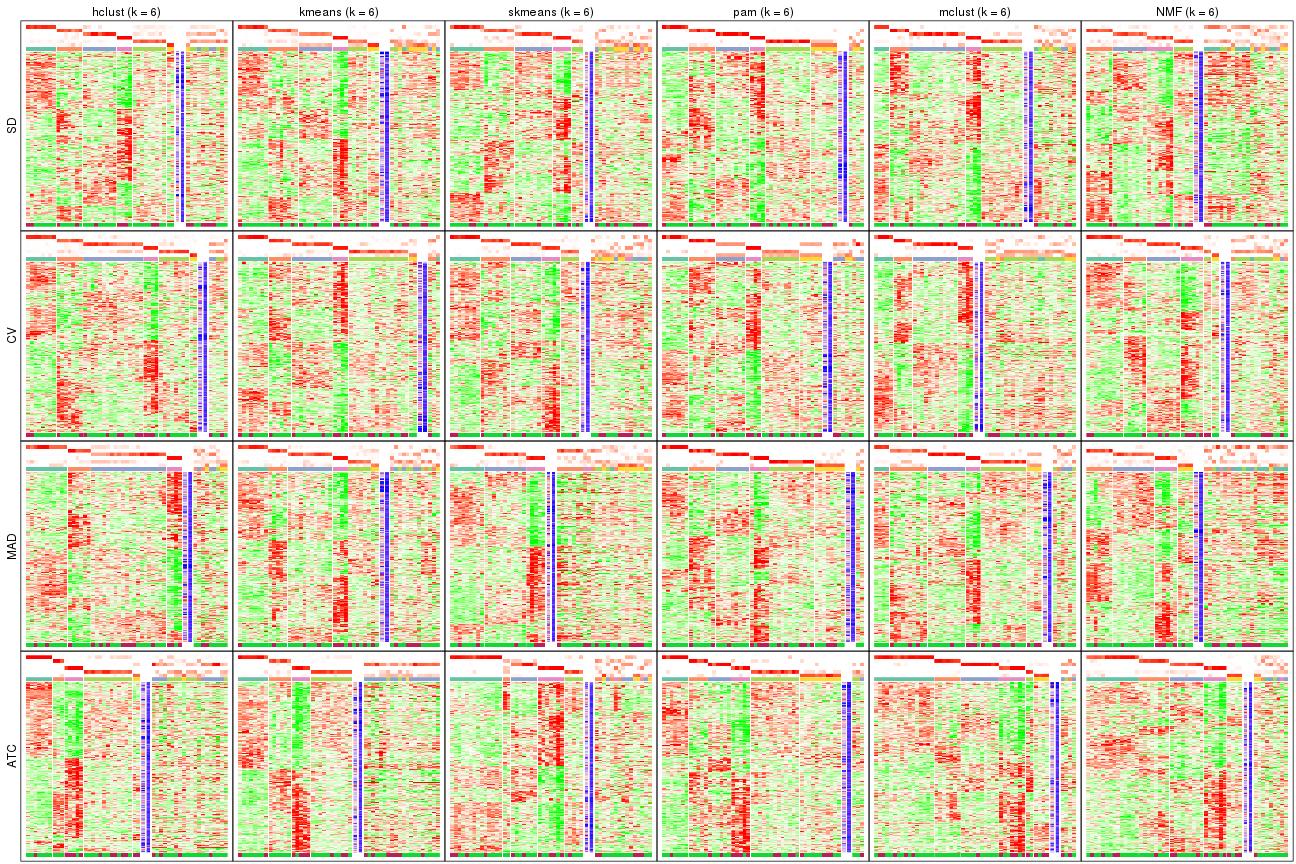 hclust (k = 6)
kmeans (k = 6)
skmeans (k = 6)
pam (k = 6)
mclust (k = 6)
NMF (k = 6)
SD
CV
MAD
ATC